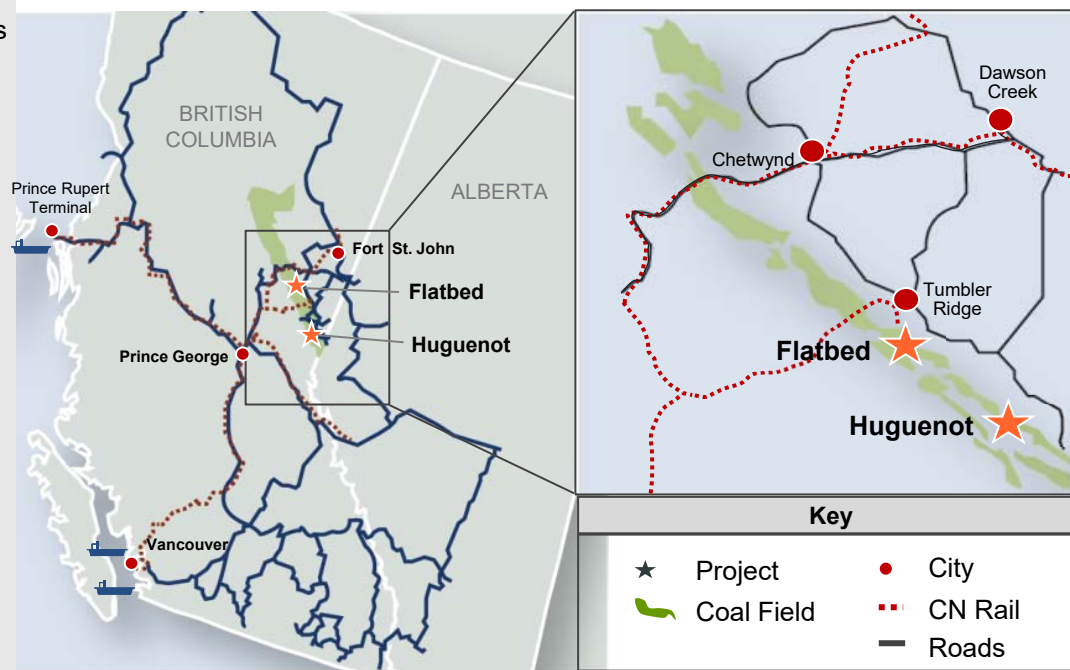 s
BRITISH
COLUMBIA
ALBERTA
Prince Rupert
Terminal
Fort St. John
Flatbed
Huguenot
Prince George
Vancouver
Dawson
Creek
Chetwynd
Tumbler
Ridge
Flatbed
Huguenot
Key
Project
City
Coal Field
CN Rail
Roads